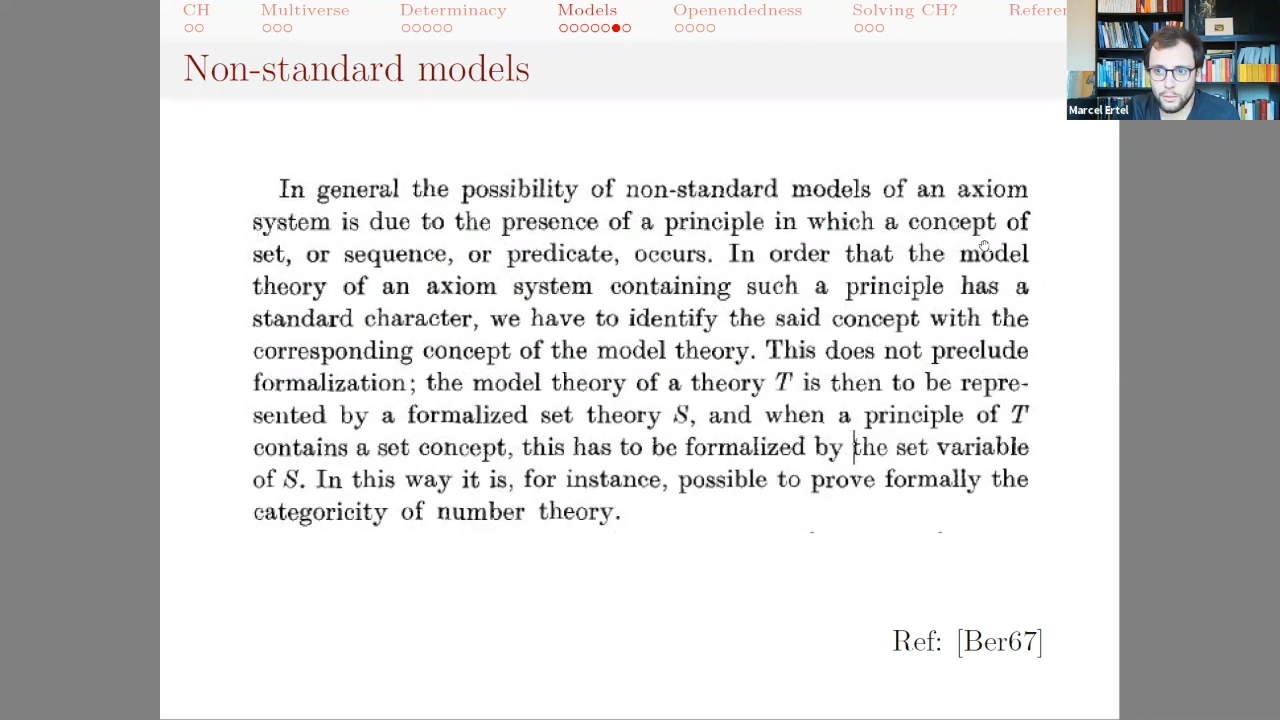 CH Multiverse Determinacy Models Openendedness Solving CH? Referen
Non-standard models
Marcel Ertel
In general the possibility of non-standard models of an axiom
system is due to the presence of a principle in which a concept of
set, or sequence, or predicate, occurs. In order that the model
theory of an axiom system containing such a principle has a
standard character, we have to identify the said concept with the
corresponding concept of the model theory. This does not preclude
formalization; the model theory of a theory T is then to be repre-
sented by a formalized set theory S, and when a principle of T
contains a set concept, this has to be formalized by the set variable
of S. In this way it is, for instance, possible to prove formally the
categoricity of number theory.
Ref: [Ber67]